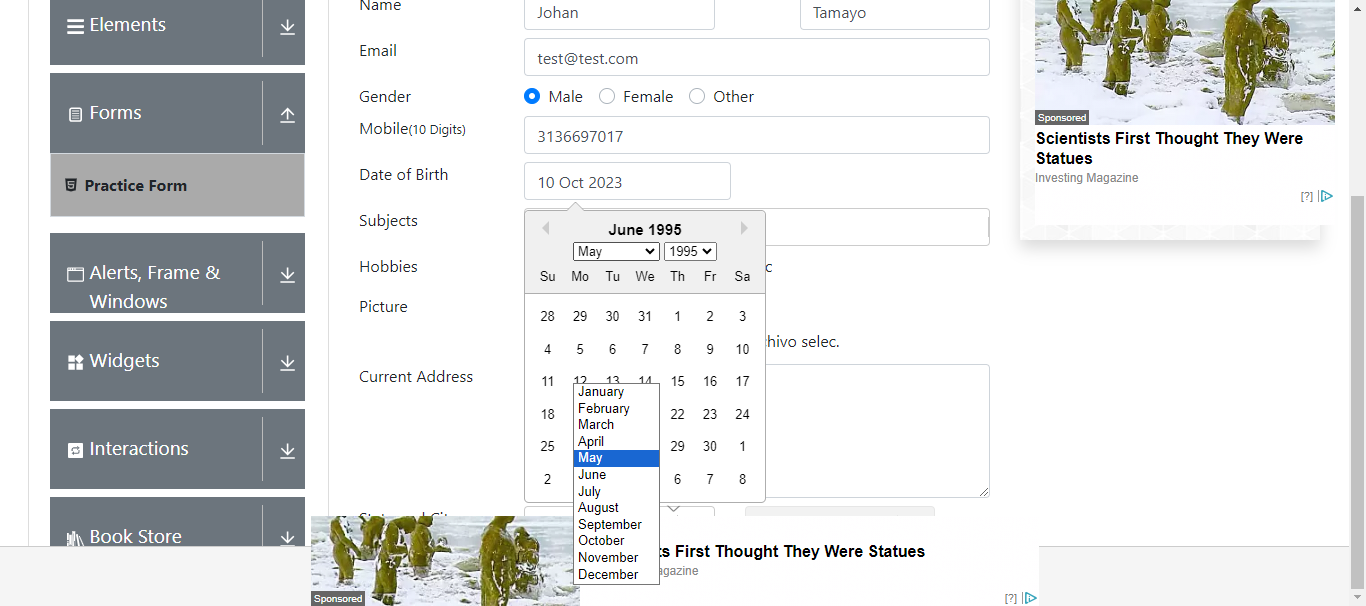 Elements
Forms
Practice Form
Alerts, Frame &
Windows
Widgets
Interactions
Book Store
Name
Johan
Tamayo
Email
test@test.com
Gender
Male
Female
Other
Mobile(10 Digits)
3136697017
Date of Birth
10 Oct 2023
Subjects
Hobbies
Picture
hivo selec.
Current Address
June 1995
May
1995
Su Mo Tu We Th Fr Sa
28 29 30 31 1 2 3
4 5 6 7 8 9 10
11 12 13 14 15 16 17
18 22 23 24
25 29 30 1
2 6 7 8
January
February
March
April
May
June
July
August
September
October
November
December
Sponsored
ts First Thought They Were Statues
agazine
[?]
Sponsored
Scientists First Thought They Were
Statues
Investing Magazine
[?]